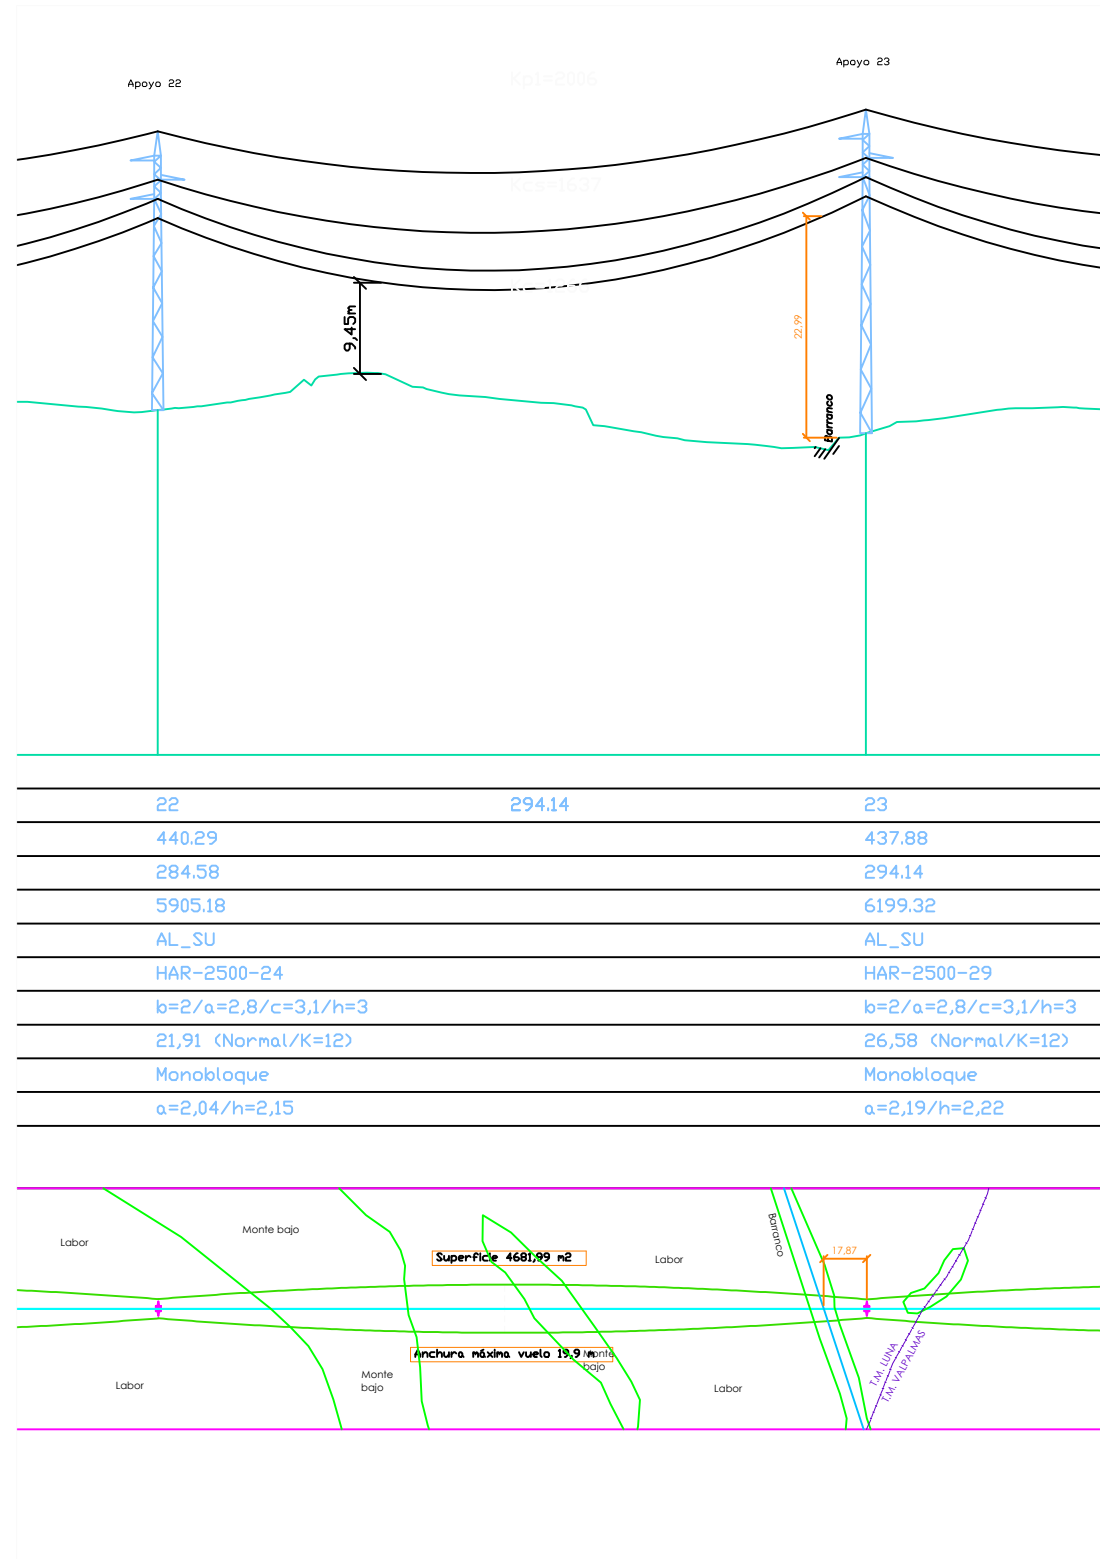 Apoyo 22
Apoyo 23
Kp1=2006
Kcs=1637
9,45m
22.99
Barranco
22 294.14 23
440.29 437.88
284.58 294.14
5905.18 6199.32
AL_SU AL_SU
HAR-2500-24 HAR-2500-29
b=2/a=2,8/c=3,1/h=3 b=2/a=2,8/c=3,1/h=3
21,91 (Normal/K=12) 26,58 (Normal/K=12)
Monobloque Monobloque
a=2,04/h=2,15 a=2,19/h=2,22
Labor
Monte bajo
Superficie 4681,99 m2
Labor
Barranco
17,87
Anchura máxima vuelo 19,9 m
Monte
bajo
Labor
Monte
bajo
Labor
T.M. LUNA
T.M. VALPALMAS